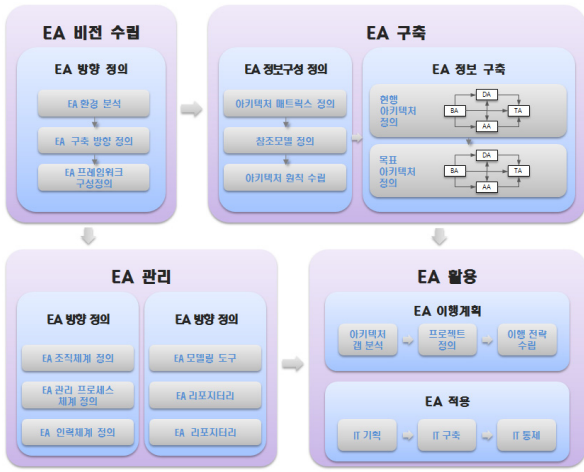 EA 비전 수립
EA 방향 정의
EA 환경 분석
EA 구축 방향 정의
EA 프레임워크
구성정의
EA 구축
EA 정보구성 정의
아키텍처 매트릭스 정의
참조모델 정의
아키텍처 원칙 수립
EA 정보 구축
현행
아키텍처
정의
DA
BA
TA
AA
목표
아키텍처
정의
DA
BA
TA
AA
EA 관리
EA 방향 정의
EA 조직체계 정의
EA 관리 프로세스
체계 정의
EA 인력체계 정의
EA 방향 정의
EA 모델링 도구
EA 리포지터리
EA 리포지터리
EA 활용
EA 이행계획
아키텍처
갭 분석
프로젝트
정의
이행 전략
수립
EA 적용
IT 기획
IT 구축
IT 통제